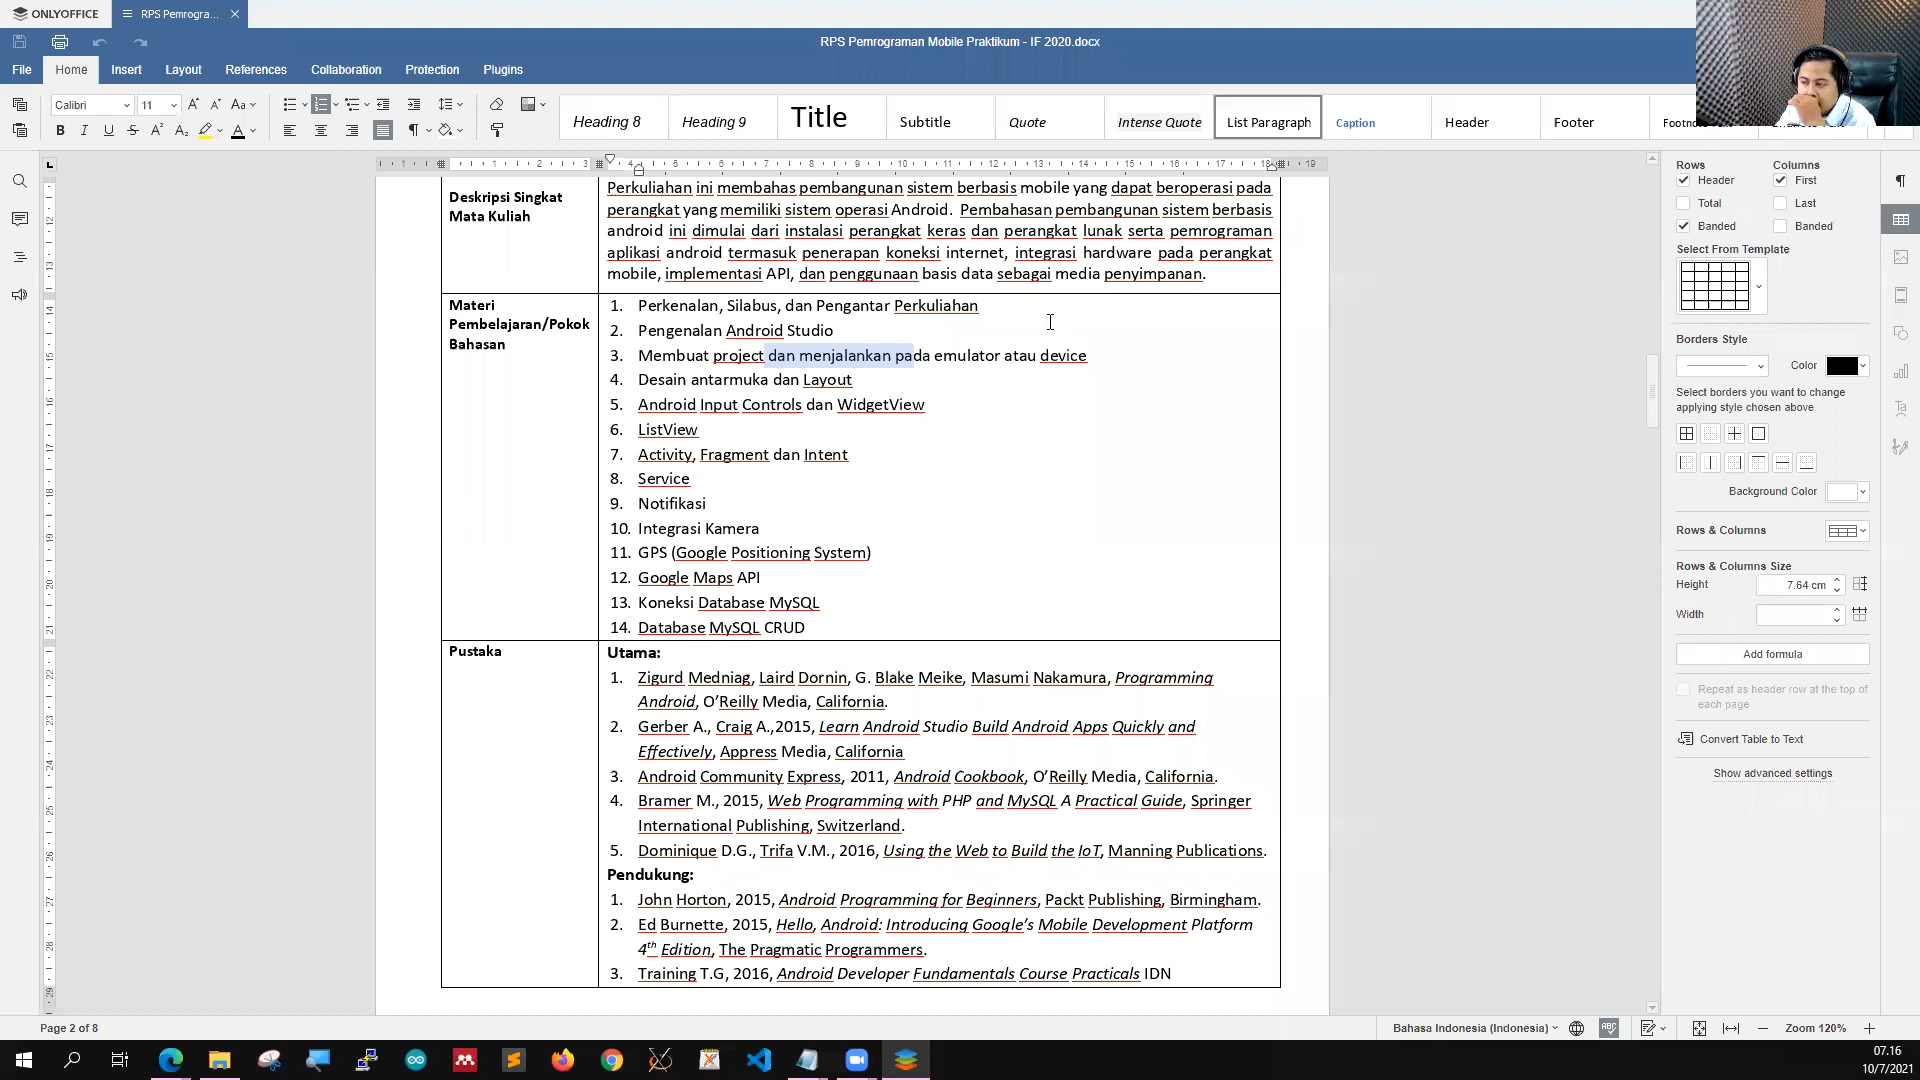 ONLYOFFICE
RPS Pemrogra...
RPS Pemrograman Mobile Praktikum - IF 2020.docx
File Home Insert Layout References Collaboration Protection Plugins
Calibri 11
Heading 8 Heading 9 Title Subtitle Quote Intense Quote List Paragraph Caption Header Footer
Deskripsi Singkat
Mata Kuliah
Perkuliahan ini membahas pembangunan sistem berbasis mobile yang dapat beroperasi pada
perangkat yang memiliki sistem operasi Android. Pembahasan pembangunan sistem berbasis
android ini dimulai dari instalasi perangkat keras dan perangkat lunak serta pemrograman
aplikasi android termasuk penerapan koneksi internet, integrasi hardware pada perangkat
mobile, implementasi API, dan penggunaan basis data sebagai media penyimpanan.
Materi
Pembelajaran/Pokok
Bahasan
1. Perkenalan, Silabus, dan Pengantar Perkuliahan
2. Pengenalan Android Studio
3. Membuat project dan menjalankan pada emulator atau device
4. Desain antarmuka dan Layout
5. Android Input Controls dan WidgetView
6. ListView
7. Activity, Fragment dan Intent
8. Service
9. Notifikasi
10. Integrasi Kamera
11. GPS (Google Positioning System)
12. Google Maps API
13. Koneksi Database MySQL
14. Database MySQL CRUD
Pustaka
Utama:
1. Zigurd Medniag, Laird Dornin, G. Blake Meike, Masumi Nakamura, Programming
Android, O’Reilly Media, California.
2. Gerber A., Craig A.,2015, Learn Android Studio Build Android Apps Quickly and
Effectively, Appress Media, California
3. Android Community Express, 2011, Android Cookbook, O’Reilly Media, California.
4. Bramer M., 2015, Web Programming with PHP and MySQL A Practical Guide, Springer
International Publishing, Switzerland.
5. Dominique D.G., Trifa V.M., 2016, Using the Web to Build the IoT, Manning Publications.
Pendukung:
1. John Horton, 2015, Android Programming for Beginners, Packt Publishing, Birmingham.
2. Ed Burnette, 2015, Hello, Android: Introducing Google’s Mobile Development Platform
4th Edition, The Pragmatic Programmers.
3. Training T.G, 2016, Android Developer Fundamentals Course Practicals IDN
Rows Columns
Header First
Total Last
Banded Banded
Select From Template
Borders Style
Color
Select borders you want to change
applying style chosen above
Background Color
Rows & Columns
Rows & Columns Size
Height 7.64 cm
Width
Add formula
Repeat as header row at the top of
each page
Convert Table to Text
Show advanced settings
Page 2 of 8
Bahasa Indonesia (Indonesia)
Zoom 120%
07.16
10/7/2021